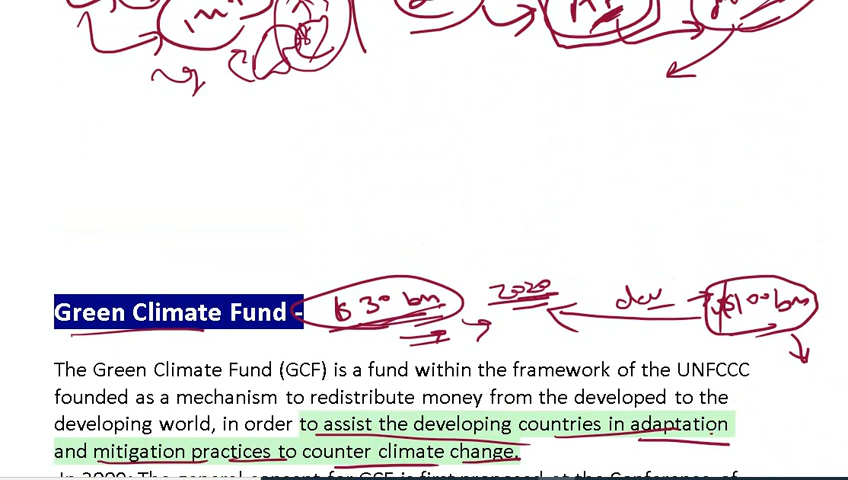 Green Climate Fund - $ 30 bn 2020 dev $100 bn
The Green Climate Fund (GCF) is a fund within the framework of the UNFCCC
founded as a mechanism to redistribute money from the developed to the
developing world, in order to assist the developing countries in adaptation
and mitigation practices to counter climate change.